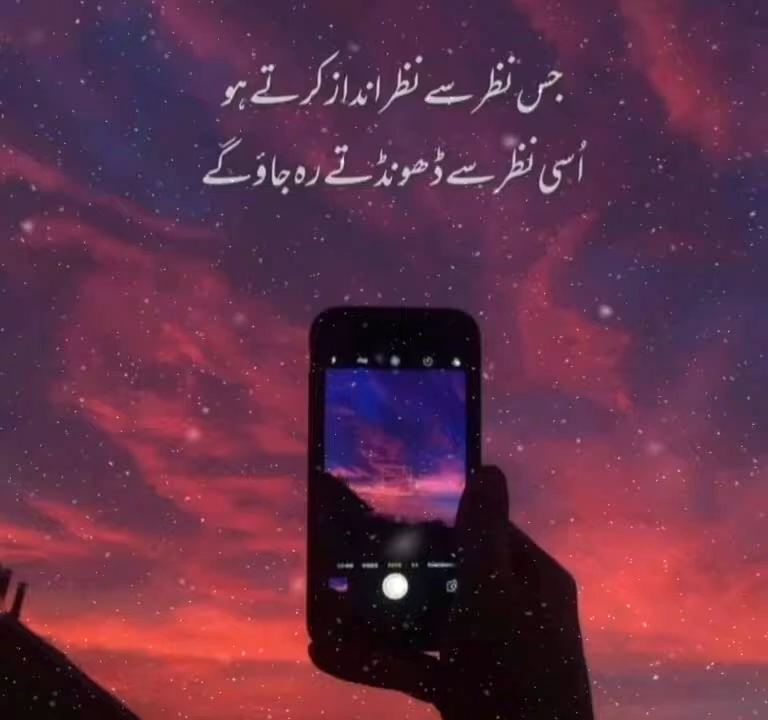 جس نظر سے نظر انداز کرتے ہو
اُسی نظر سے ڈھونڈتے رہ جاؤ گے